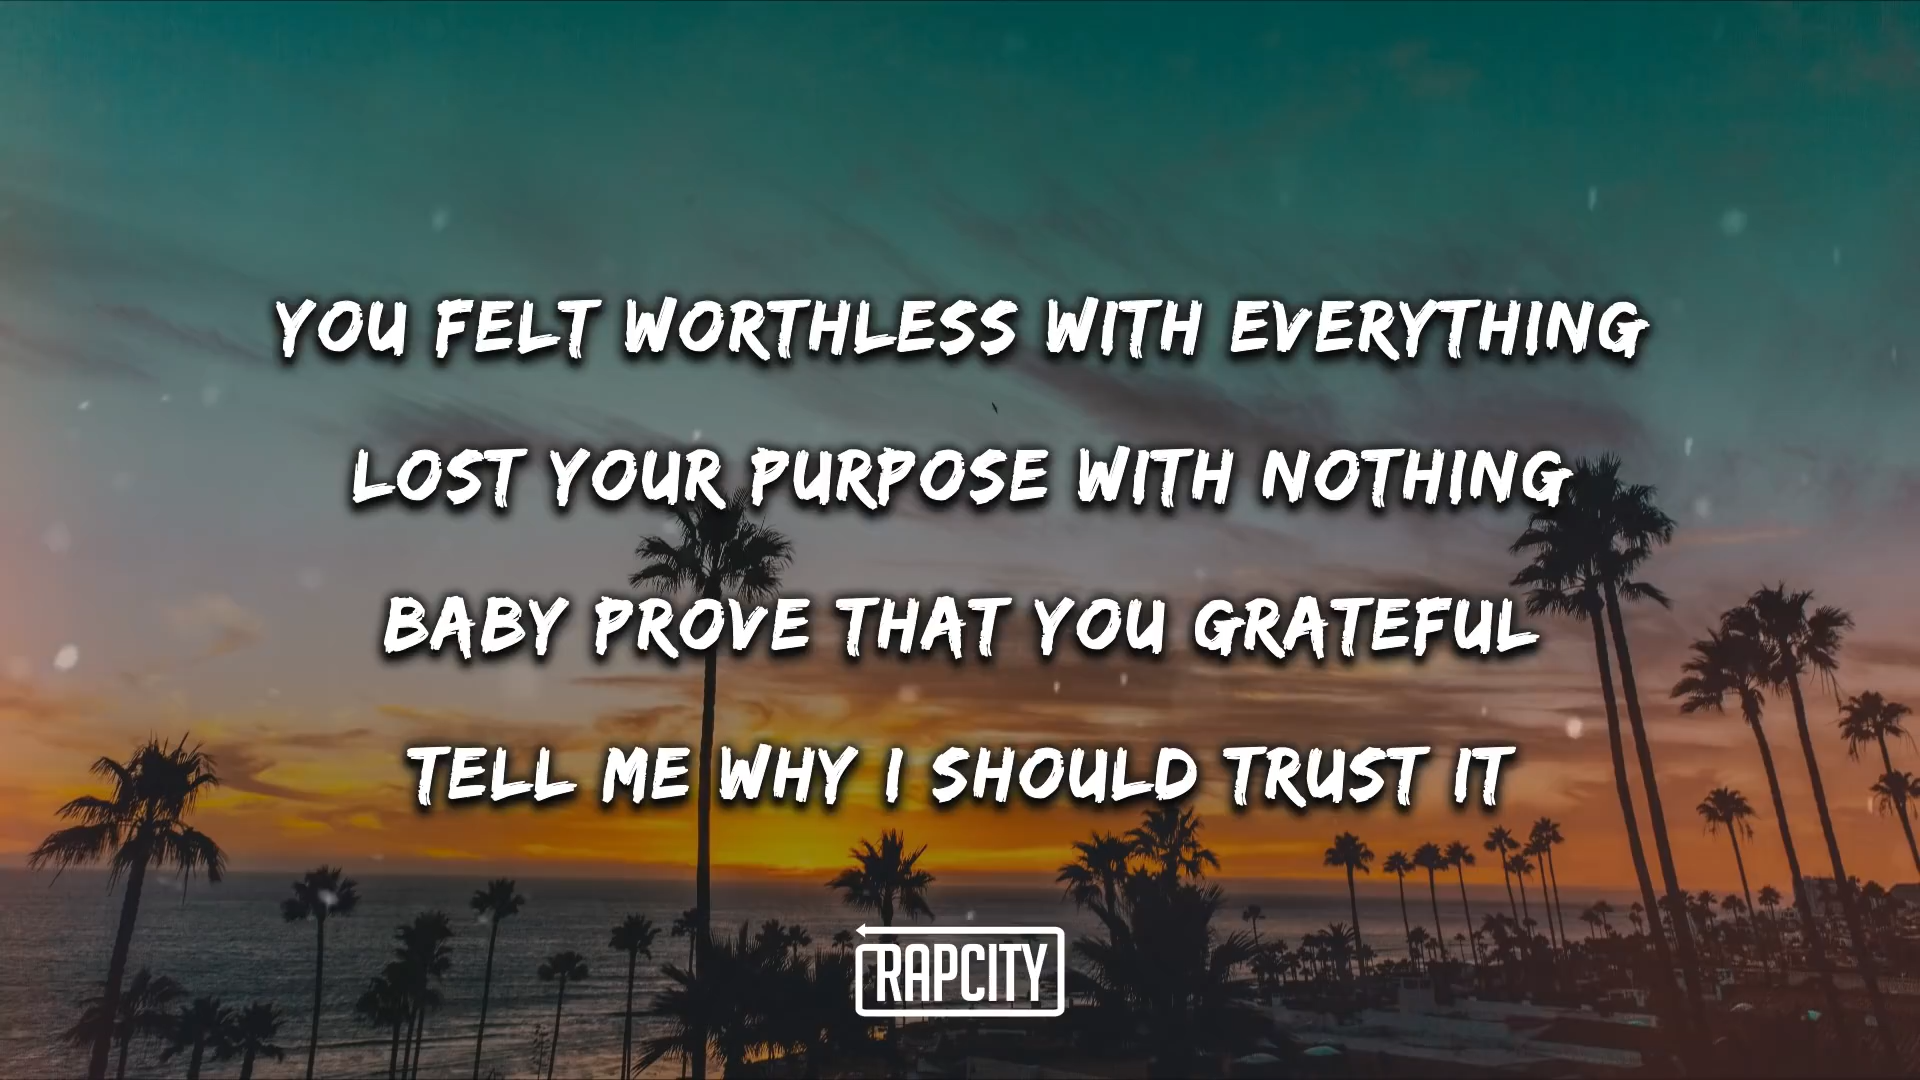 YOU FELT WORTHLESS WITH EVERYTHING
LOST YOUR PURPOSE WITH NOTHING
BABY PROVE THAT YOU GRATEFUL
TELL ME WHY I SHOULD TRUST IT
RAPCITY